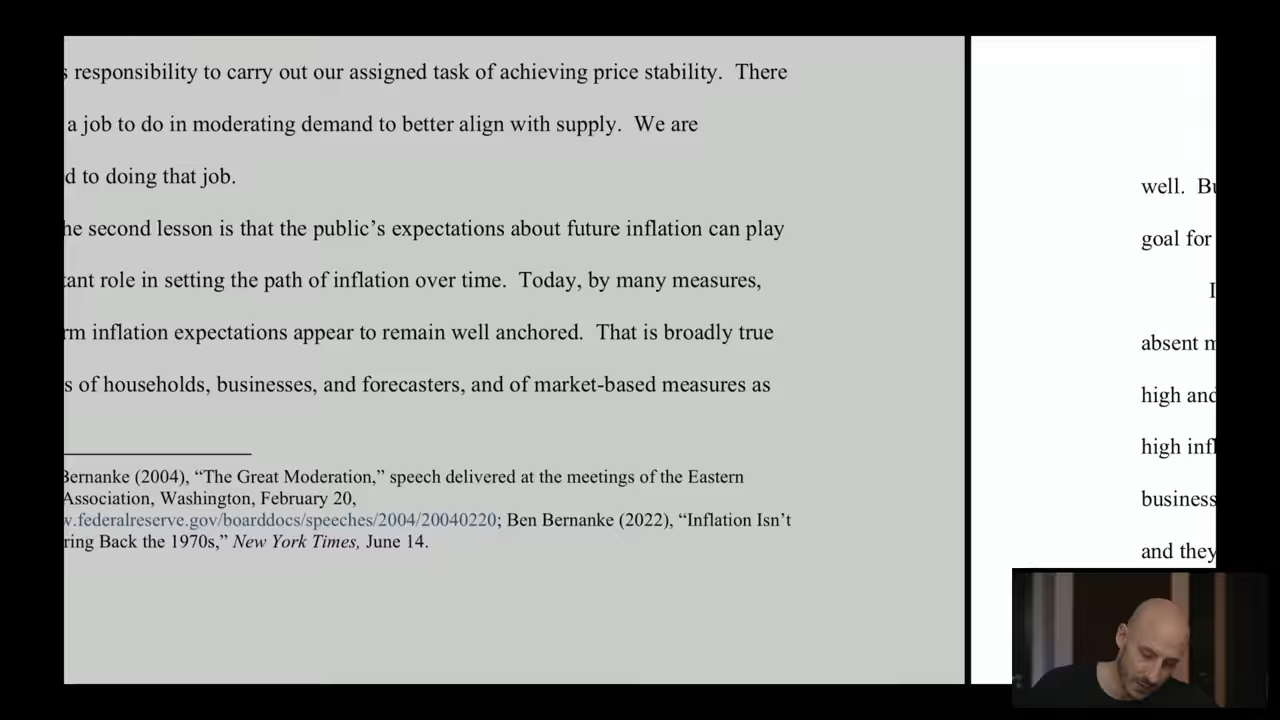 s responsibility to carry out our assigned task of achieving price stability.  There
a job to do in moderating demand to better align with supply.  We are
d to doing that job.
he second lesson is that the public’s expectations about future inflation can play
tant role in setting the path of inflation over time.  Today, by many measures,
rm inflation expectations appear to remain well anchored.  That is broadly true
s of households, businesses, and forecasters, and of market-based measures as
Bernanke (2004), “The Great Moderation,” speech delivered at the meetings of the Eastern
Association, Washington, February 20,
w.federalreserve.gov/boarddocs/speeches/2004/20040220; Ben Bernanke (2022), “Inflation Isn’t
ring Back the 1970s,” New York Times, June 14.
well.  Bu
goal for
I
absent m
high and
high infl
business
and they